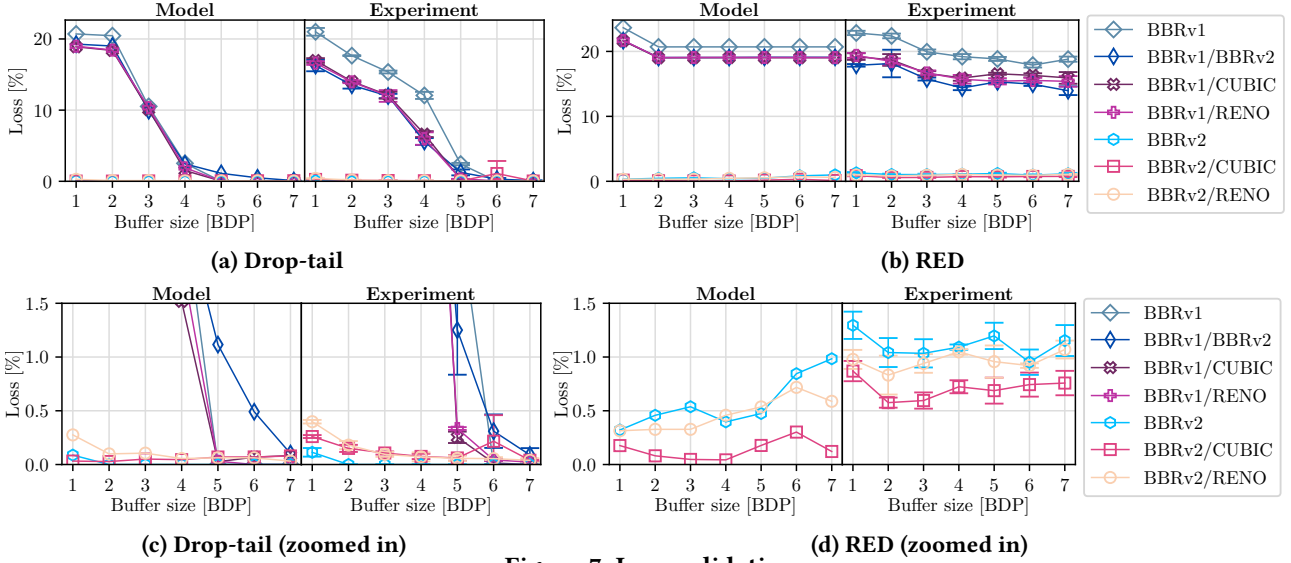 Model Experiment
Loss [%]
20
10
0
1 2 3 4 5 6 7 1 2 3 4 5 6 7
Buffer size [BDP] Buffer size [BDP]
(a) Drop-tail
Model Experiment
Loss [%]
20
10
0
1 2 3 4 5 6 7 1 2 3 4 5 6 7
Buffer size [BDP] Buffer size [BDP]
(b) RED
BBRv1
BBRv1/BBRv2
BBRv1/CUBIC
BBRv1/RENO
BBRv2
BBRv2/CUBIC
BBRv2/RENO
Model Experiment
Loss [%]
1.5
1.0
0.5
0.0
1 2 3 4 5 6 7 1 2 3 4 5 6 7
Buffer size [BDP] Buffer size [BDP]
(c) Drop-tail (zoomed in)
Model Experiment
Loss [%]
1.5
1.0
0.5
0.0
1 2 3 4 5 6 7 1 2 3 4 5 6 7
Buffer size [BDP] Buffer size [BDP]
(d) RED (zoomed in)
BBRv1
BBRv1/BBRv2
BBRv1/CUBIC
BBRv1/RENO
BBRv2
BBRv2/CUBIC
BBRv2/RENO